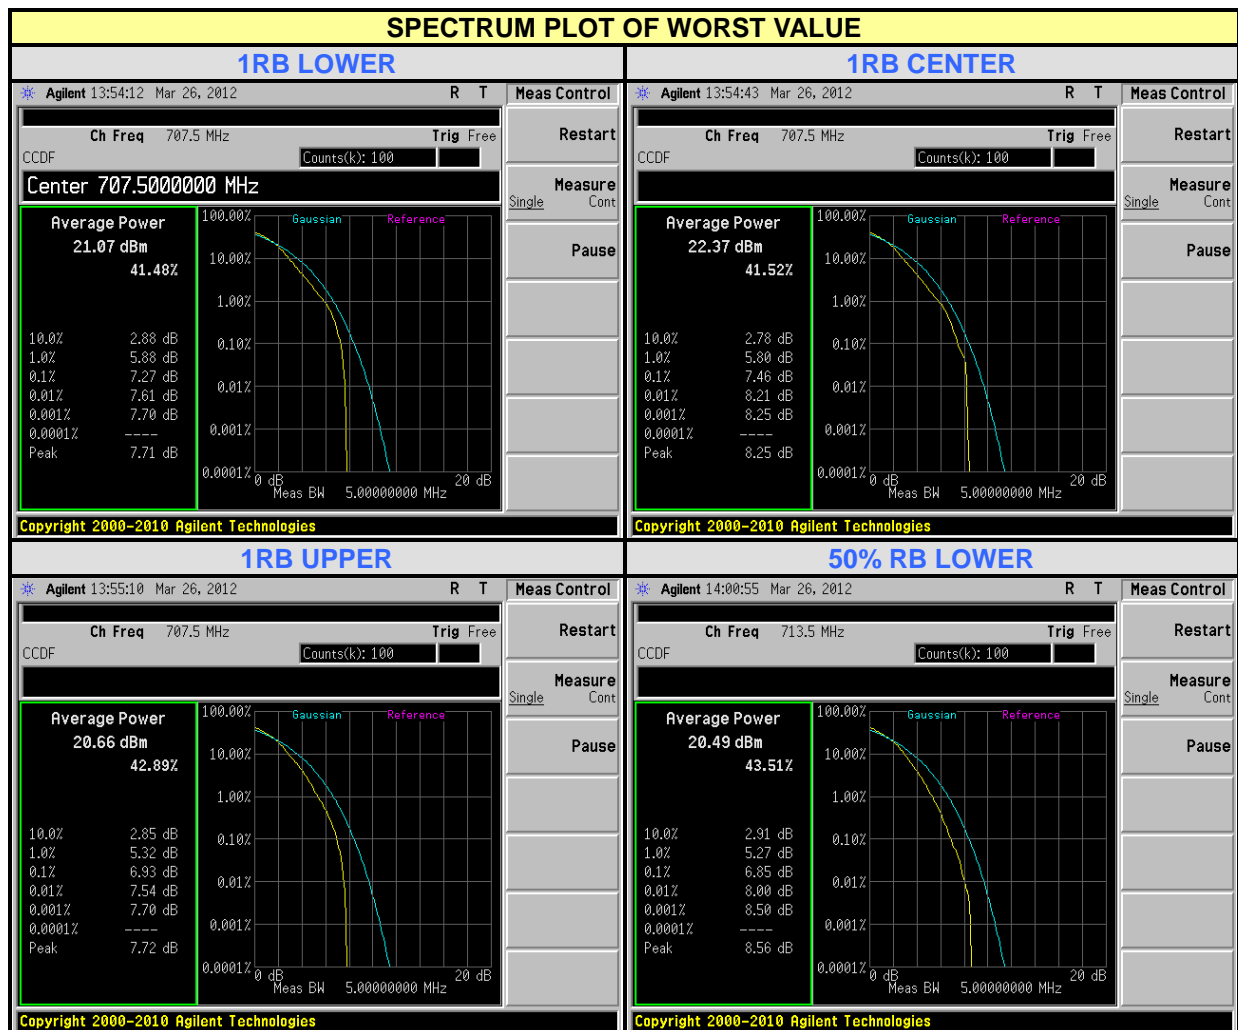 SPECTRUM PLOT OF WORST VALUE
1RB LOWER
Agilent 13:54:12 Mar 26, 2012 R T
Meas Control
Ch Freq 707.5 MHz Trig Free
CCDF Counts(k): 100
Center 707.5000000 MHz
Restart
Measure
Single Cont
Pause
Average Power
21.07 dBm
41.48%
10.0% 2.88 dB
1.0% 5.88 dB
0.1% 7.27 dB
0.01% 7.61 dB
0.001% 7.70 dB
0.0001% ----
Peak 7.71 dB
100.00% Gaussian Reference
10.00%
1.00%
0.10%
0.01%
0.001%
0.0001%
0 dB 20 dB
Meas BW 5.00000000 MHz
Copyright 2000-2010 Agilent Technologies
1RB CENTER
Agilent 13:54:43 Mar 26, 2012 R T
Meas Control
Ch Freq 707.5 MHz Trig Free
CCDF Counts(k): 100
Restart
Measure
Single Cont
Pause
Average Power
22.37 dBm
41.52%
10.0% 2.78 dB
1.0% 5.80 dB
0.1% 7.46 dB
0.01% 8.21 dB
0.001% 8.25 dB
0.0001% ----
Peak 8.25 dB
100.00% Gaussian Reference
10.00%
1.00%
0.10%
0.01%
0.001%
0.0001%
0 dB 20 dB
Meas BW 5.00000000 MHz
Copyright 2000-2010 Agilent Technologies
1RB UPPER
Agilent 13:55:10 Mar 26, 2012 R T
Meas Control
Ch Freq 707.5 MHz Trig Free
CCDF Counts(k): 100
Restart
Measure
Single Cont
Pause
Average Power
20.66 dBm
42.89%
10.0% 2.85 dB
1.0% 5.32 dB
0.1% 6.93 dB
0.01% 7.54 dB
0.001% 7.70 dB
0.0001% ----
Peak 7.72 dB
100.00% Gaussian Reference
10.00%
1.00%
0.10%
0.01%
0.001%
0.0001%
0 dB 20 dB
Meas BW 5.00000000 MHz
Copyright 2000-2010 Agilent Technologies
50% RB LOWER
Agilent 14:00:55 Mar 26, 2012 R T
Meas Control
Ch Freq 713.5 MHz Trig Free
CCDF Counts(k): 100
Restart
Measure
Single Cont
Pause
Average Power
20.49 dBm
43.51%
10.0% 2.91 dB
1.0% 5.27 dB
0.1% 6.85 dB
0.01% 8.00 dB
0.001% 8.50 dB
0.0001% ----
Peak 8.56 dB
100.00% Gaussian Reference
10.00%
1.00%
0.10%
0.01%
0.001%
0.0001%
0 dB 20 dB
Meas BW 5.00000000 MHz
Copyright 2000-2010 Agilent Technologies